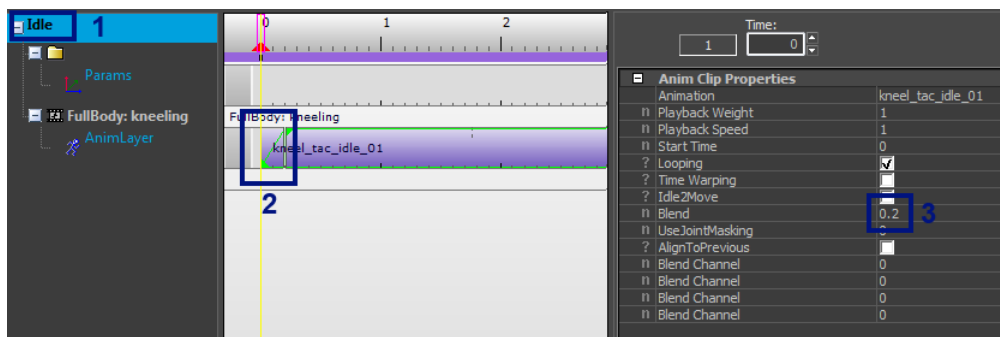 Idle 1
Params
FullBody: kneeling
AnimLayer
0 1 2
FullBody: kneeling
kneel_tac_idle_01
2
Time:
1 0
Anim Clip Properties
Animation kneel_tac_idle_01
n Playback Weight 1
n Playback Speed 1
n Start Time 0
? Looping
? Time Warping
? Idle2Move
n Blend 0.2 3
n UseJointMasking 0
? AlignToPrevious
n Blend Channel 0
n Blend Channel 0
n Blend Channel 0
n Blend Channel 0